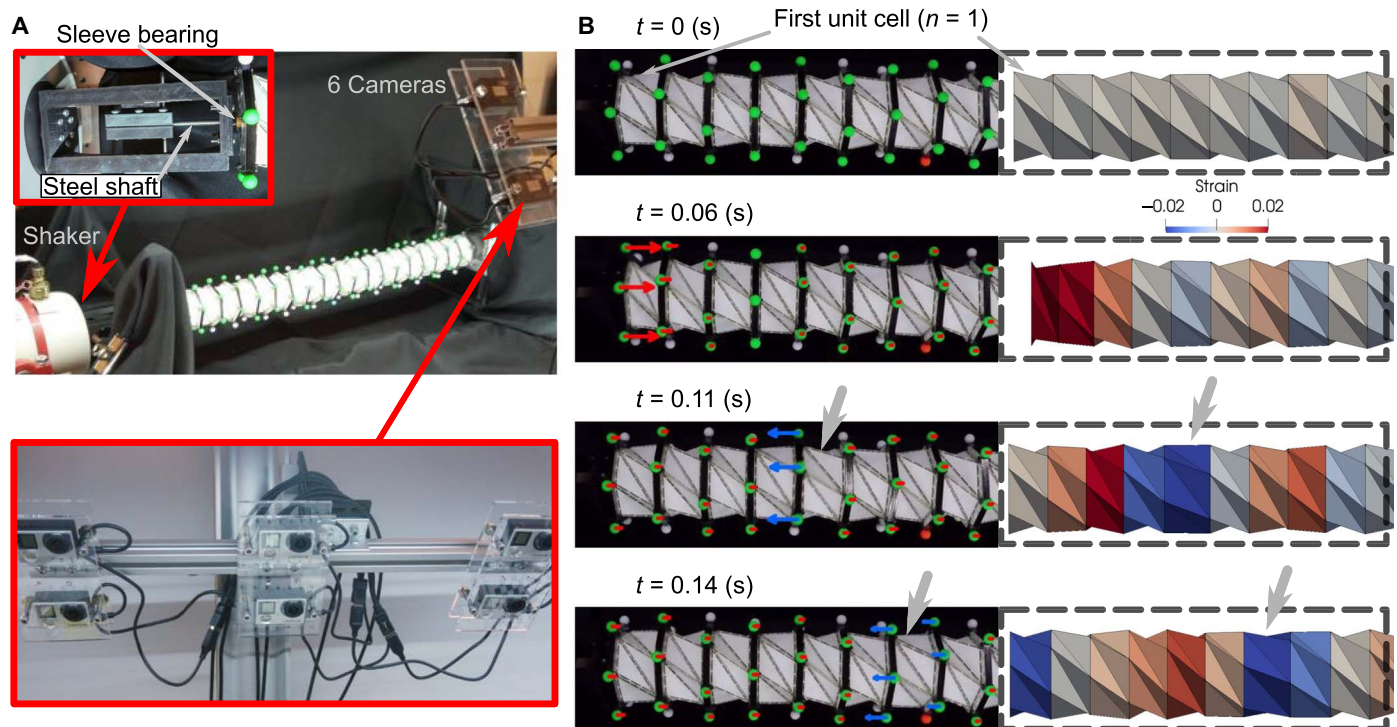 A
Sleeve bearing
Steel shaft
6 Cameras
Shaker
B
t = 0 (s)
First unit cell (n = 1)
t = 0.06 (s)
Strain
−0.02 0 0.02
t = 0.11 (s)
t = 0.14 (s)